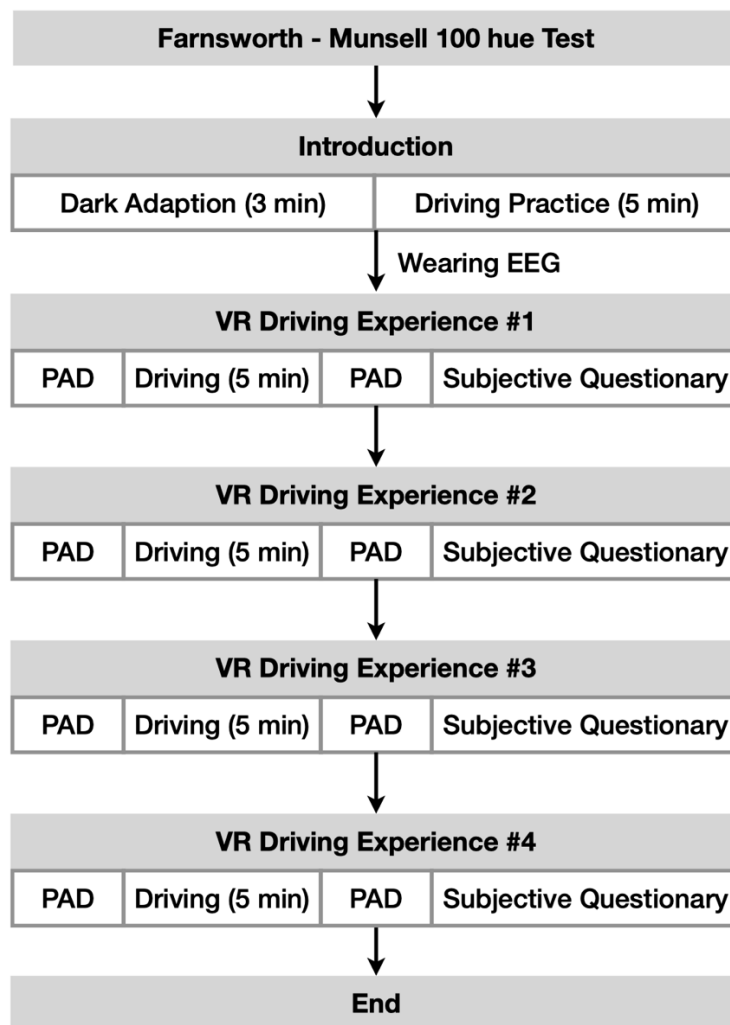 Farnsworth - Munsell 100 hue Test
Introduction
Dark Adaption (3 min) Driving Practice (5 min)
Wearing EEG
VR Driving Experience #1
PAD Driving (5 min) PAD Subjective Questionary
VR Driving Experience #2
PAD Driving (5 min) PAD Subjective Questionary
VR Driving Experience #3
PAD Driving (5 min) PAD Subjective Questionary
VR Driving Experience #4
PAD Driving (5 min) PAD Subjective Questionary
End